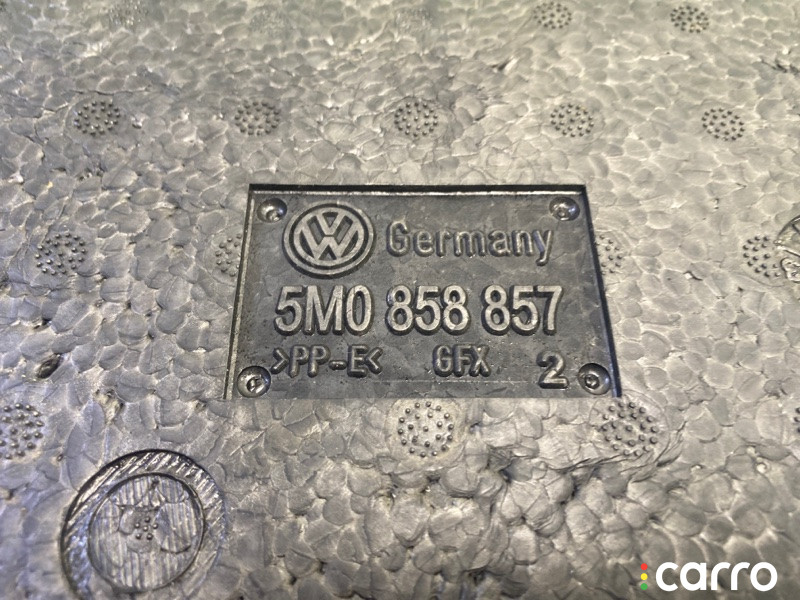 Germany
5M0 858 857
>PP-E< GFX 2
carro